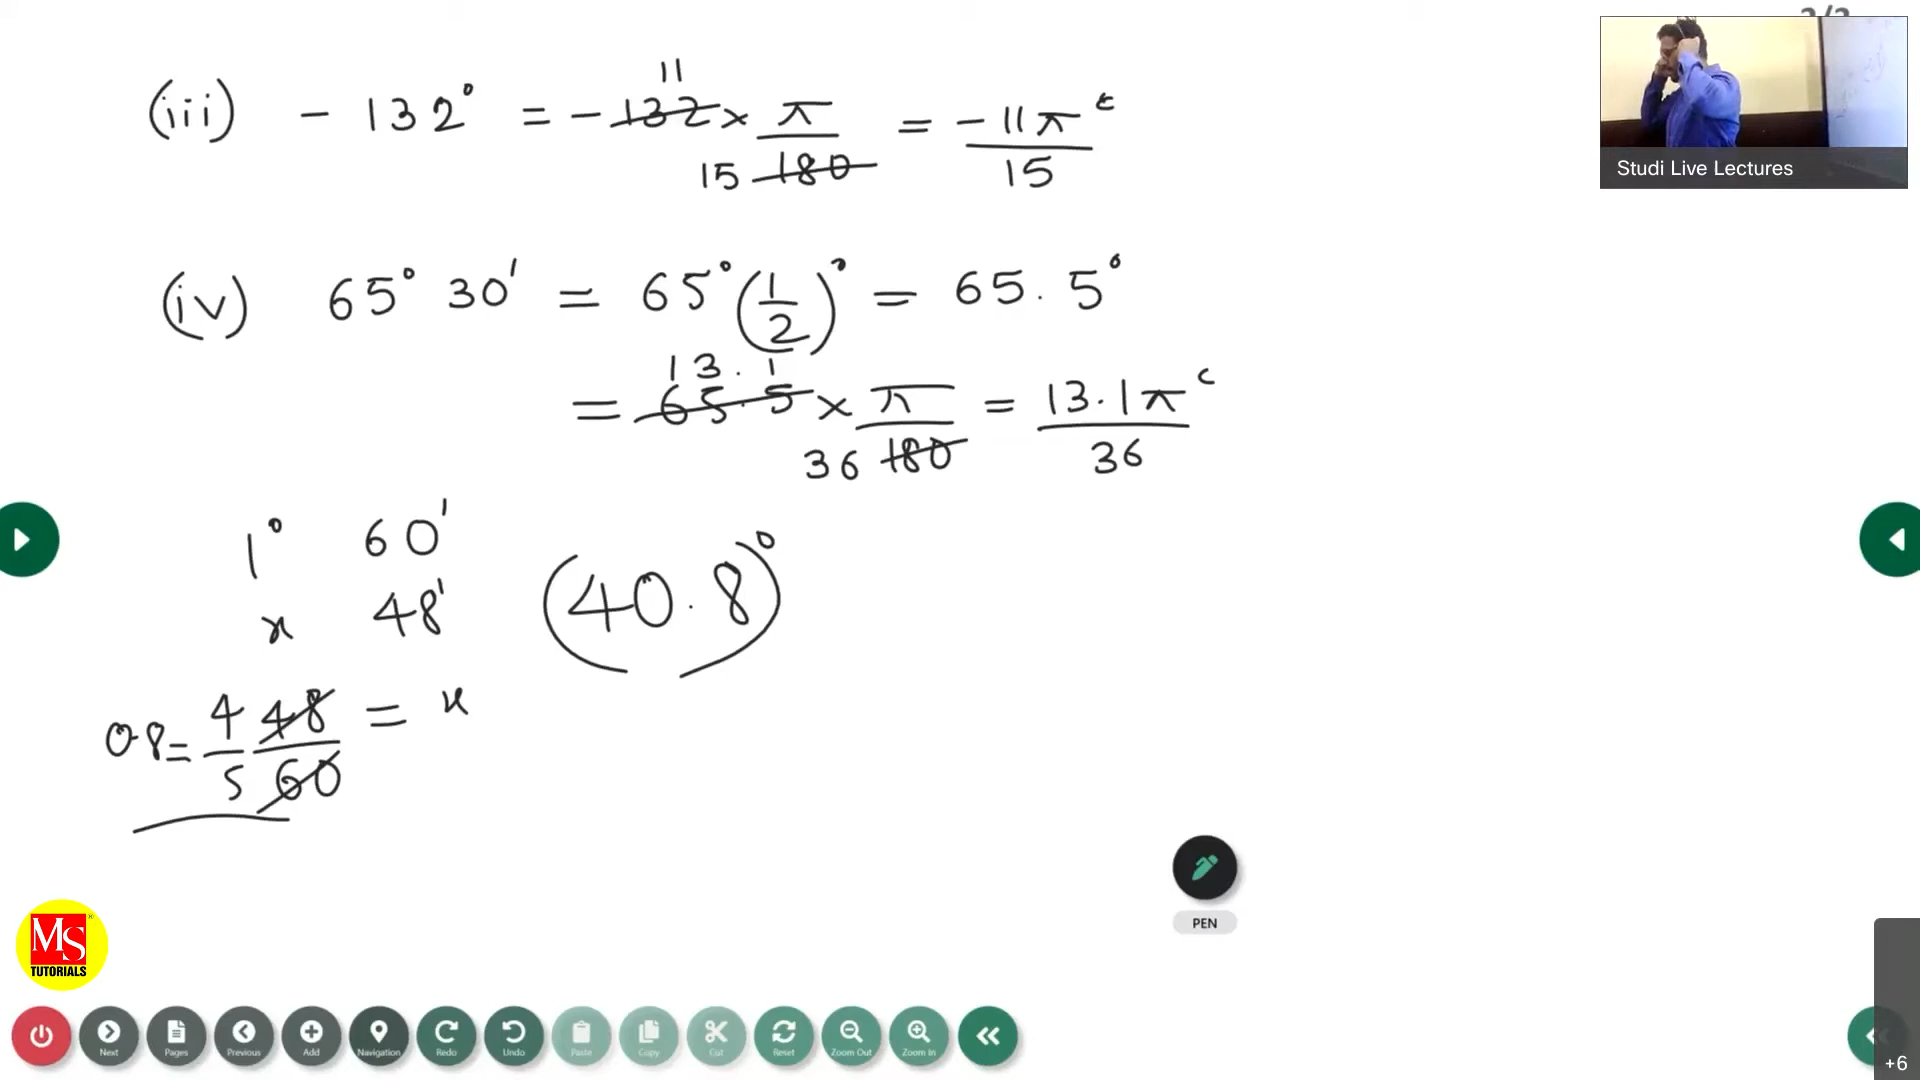 (iii) - 132° = - 132 × π/180 = -11π^c/15
11
15
(iv) 65° 30' = 65° (1/2)° = 65.5°
13.1
= 65.5 × π/180 = 13.1π^c/36
36
1° 60'
x 48'
(40.8)°
0.8 = 4/5 48/60 = x
Studi Live Lectures
PEN
MS
TUTORIALS
Next Pages Previous Add Navigation Redo Undo Paste Copy Cut Reset Zoom Out Zoom In
+6